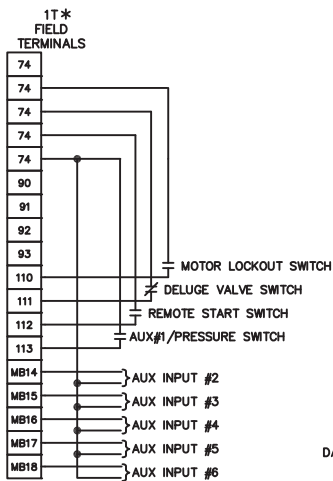 1T*
FIELD
TERMINALS
74
74
74
74
74
90
91
92
93
110
MOTOR LOCKOUT SWITCH
111
DELUGE VALVE SWITCH
112
REMOTE START SWITCH
113
AUX#1/PRESSURE SWITCH
MB14
AUX INPUT #2
MB15
AUX INPUT #3
MB16
AUX INPUT #4
MB17
AUX INPUT #5
DA
MB18
AUX INPUT #6